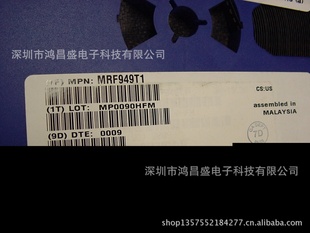 深圳市鸿昌盛电子科技有限公司
MPN: MRF949T1
CS:US
(1T) LOT: MP0090HFM
assembled in
MALAYSIA
(9D) DTE: 0009
深圳市鸿昌盛电子科技有限公司
shop1357552184277.1688.com